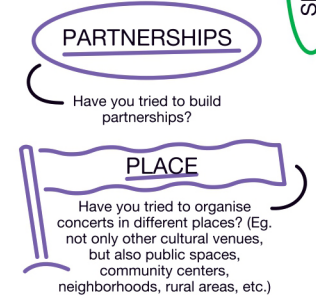 PARTNERSHIPS
Have you tried to build
partnerships?
PLACE
Have you tried to organise
concerts in different places? (Eg.
not only other cultural venues,
but also public spaces,
community centers,
neighborhoods, rural areas, etc.)